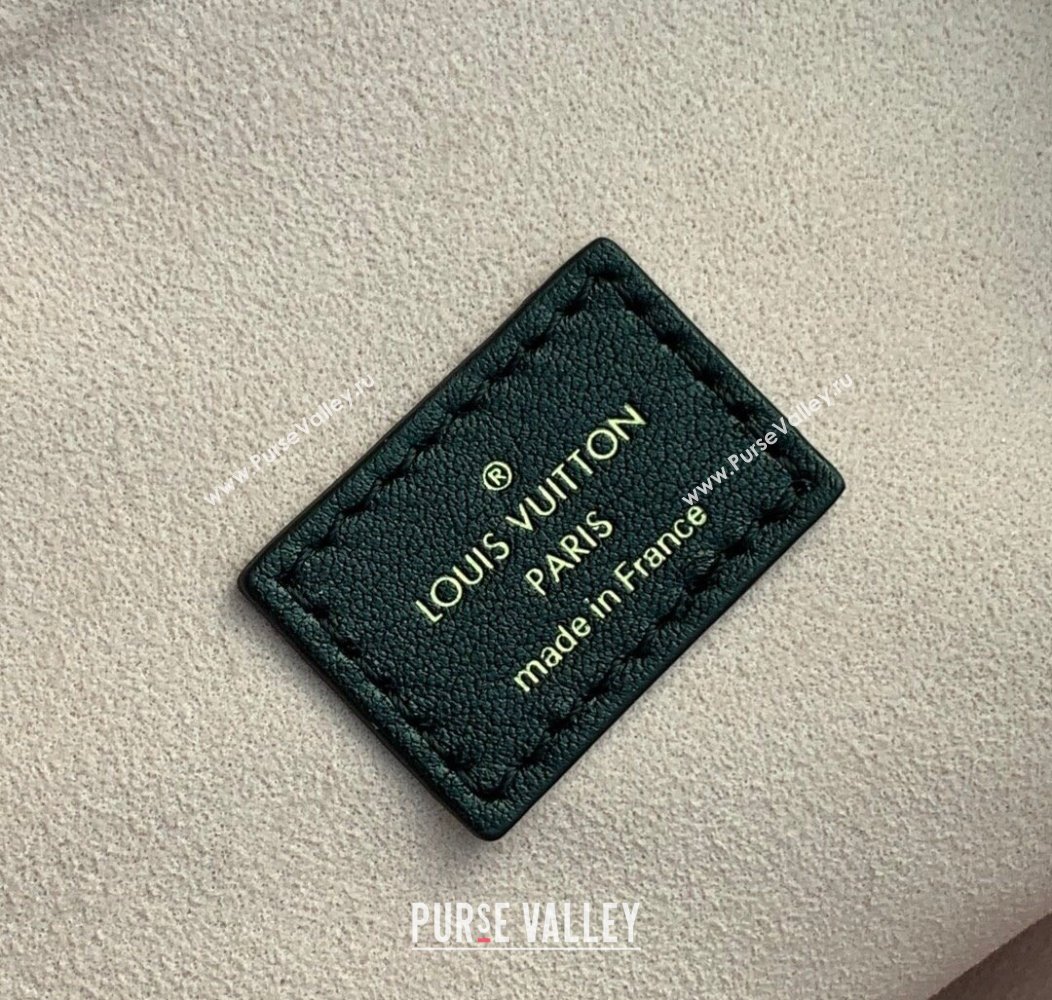 www.PurseValley.ru
www.PurseValley.ru
®
LOUIS VUITTON
PARIS
made in France
PURSE VALLEY